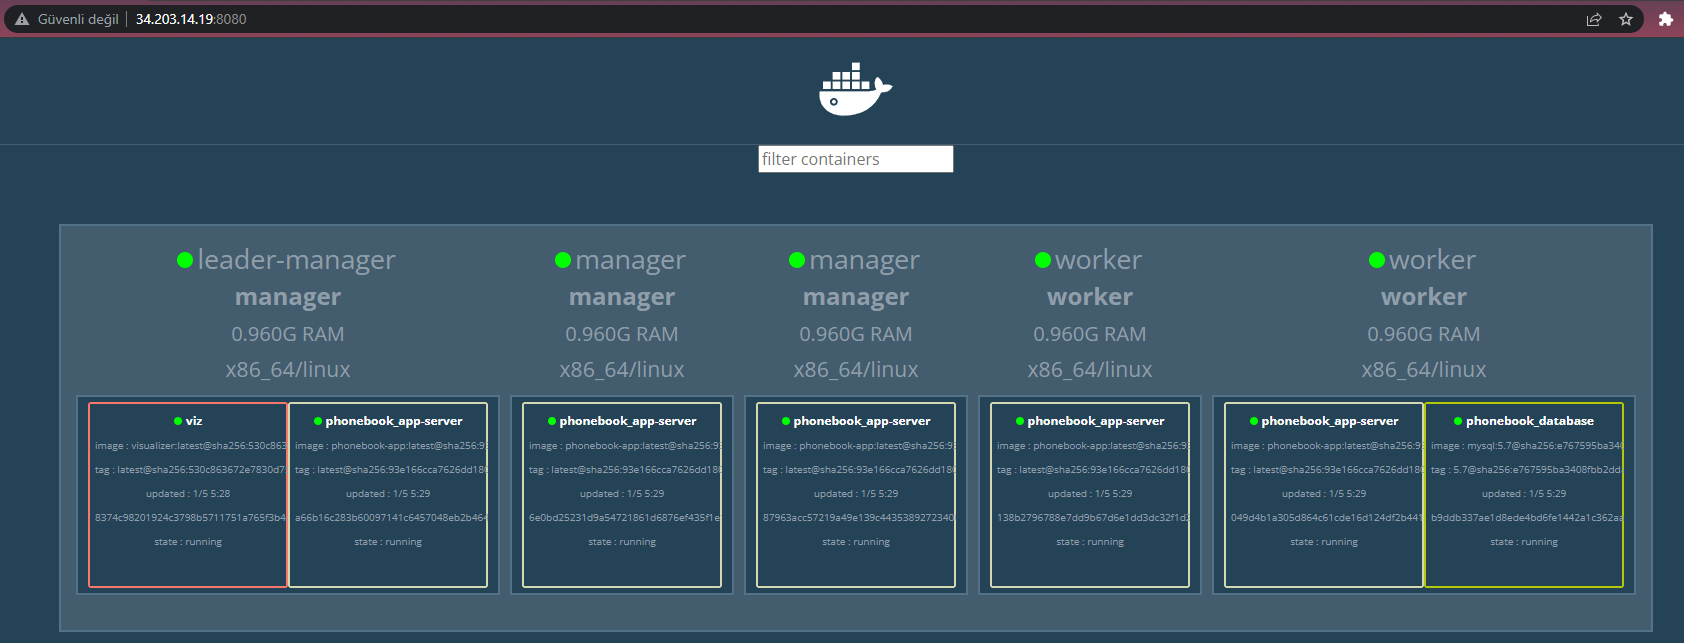 Güvenli değil | 34.203.14.19:8080
filter containers
leader-manager
manager
0.960G RAM
x86_64/linux
viz
image : visualizer:latest@sha256:530c863
tag : latest@sha256:530c863672e7830d7
updated : 1/5 5:28
8374c98201924c3798b5711751a765f3b4
state : running
phonebook_app-server
image : phonebook-app:latest@sha256:9
tag : latest@sha256:93e166cca7626dd18
updated : 1/5 5:29
a66b16c283b60097141c6457048eb2b464
state : running
manager
manager
0.960G RAM
x86_64/linux
phonebook_app-server
image : phonebook-app:latest@sha256:9
tag : latest@sha256:93e166cca7626dd18
updated : 1/5 5:29
6e0bd25231d9a54721861d6876ef435f1e
state : running
manager
manager
0.960G RAM
x86_64/linux
phonebook_app-server
image : phonebook-app:latest@sha256:9
tag : latest@sha256:93e166cca7626dd18
updated : 1/5 5:29
87963acc57219a49e139c4435389272340
state : running
worker
worker
0.960G RAM
x86_64/linux
phonebook_app-server
image : phonebook-app:latest@sha256:9
tag : latest@sha256:93e166cca7626dd18
updated : 1/5 5:29
138b2796788e7dd9b67d6e1dd3dc32f1d
state : running
worker
worker
0.960G RAM
x86_64/linux
phonebook_app-server
image : phonebook-app:latest@sha256:9
tag : latest@sha256:93e166cca7626dd18
updated : 1/5 5:29
049d4b1a305d864c61cde16d124df2b441
state : running
phonebook_database
image : mysql:5.7@sha256:e767595ba340
tag : 5.7@sha256:e767595ba3408fbb2dd
updated : 1/5 5:29
b9ddb337ae1d8ede4bd6fe1442a1c362aa
state : running